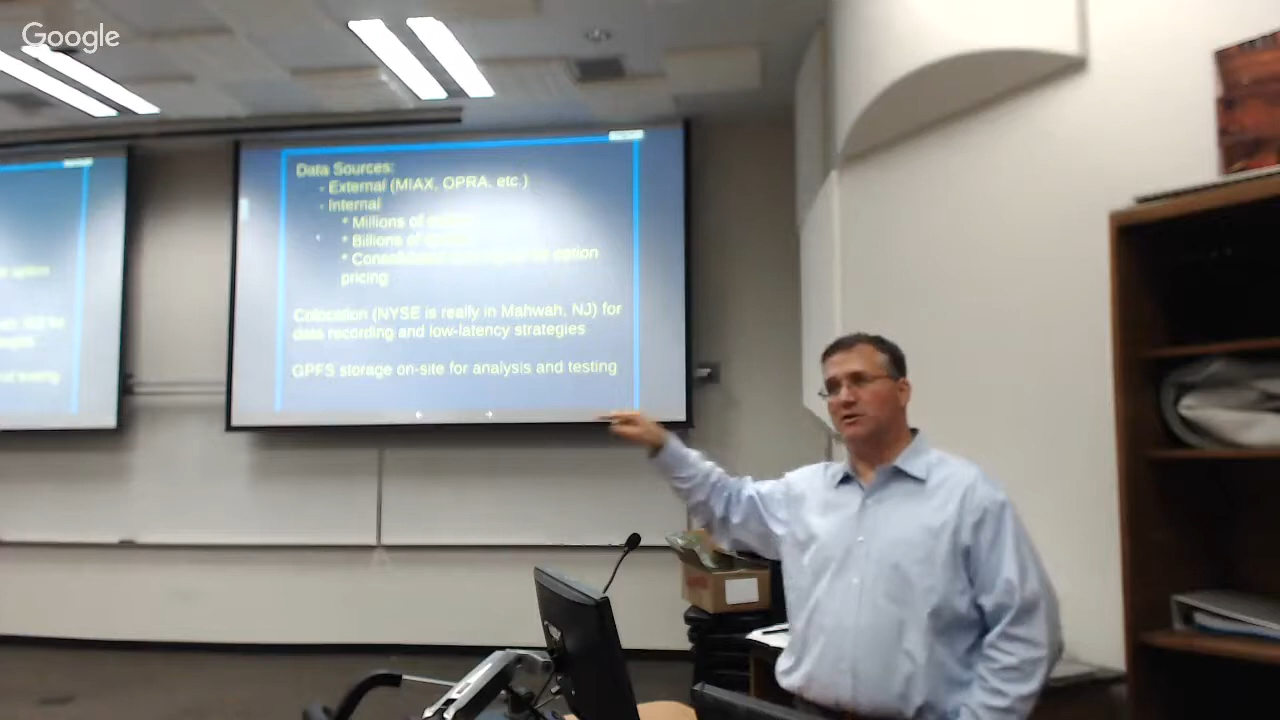 Google
Data Sources:
- External (MIAX, OPRA, etc.)
- Internal
* Millions of
* Billions of
* option
pricing
Colocation (NYSE is really in Mahwah, NJ) for
data recording and low-latency strategies
GPFS storage on-site for analysis and testing